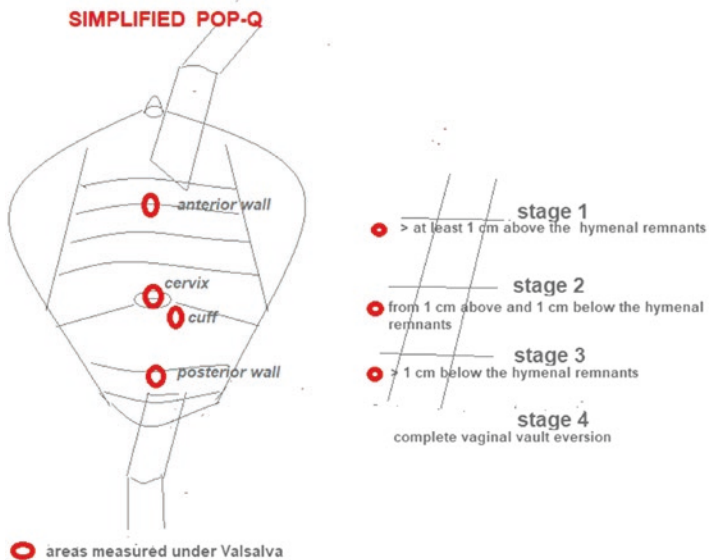 SIMPLIFIED POP-Q
anterior wall
cervix
cuff
posterior wall
areas measured under Valsalva
stage 1
> at least 1 cm above the hymenal remnants
stage 2
from 1 cm above and 1 cm below the hymenal
remnants
stage 3
> 1 cm below the hymenal remnants
stage 4
complete vaginal vault eversion